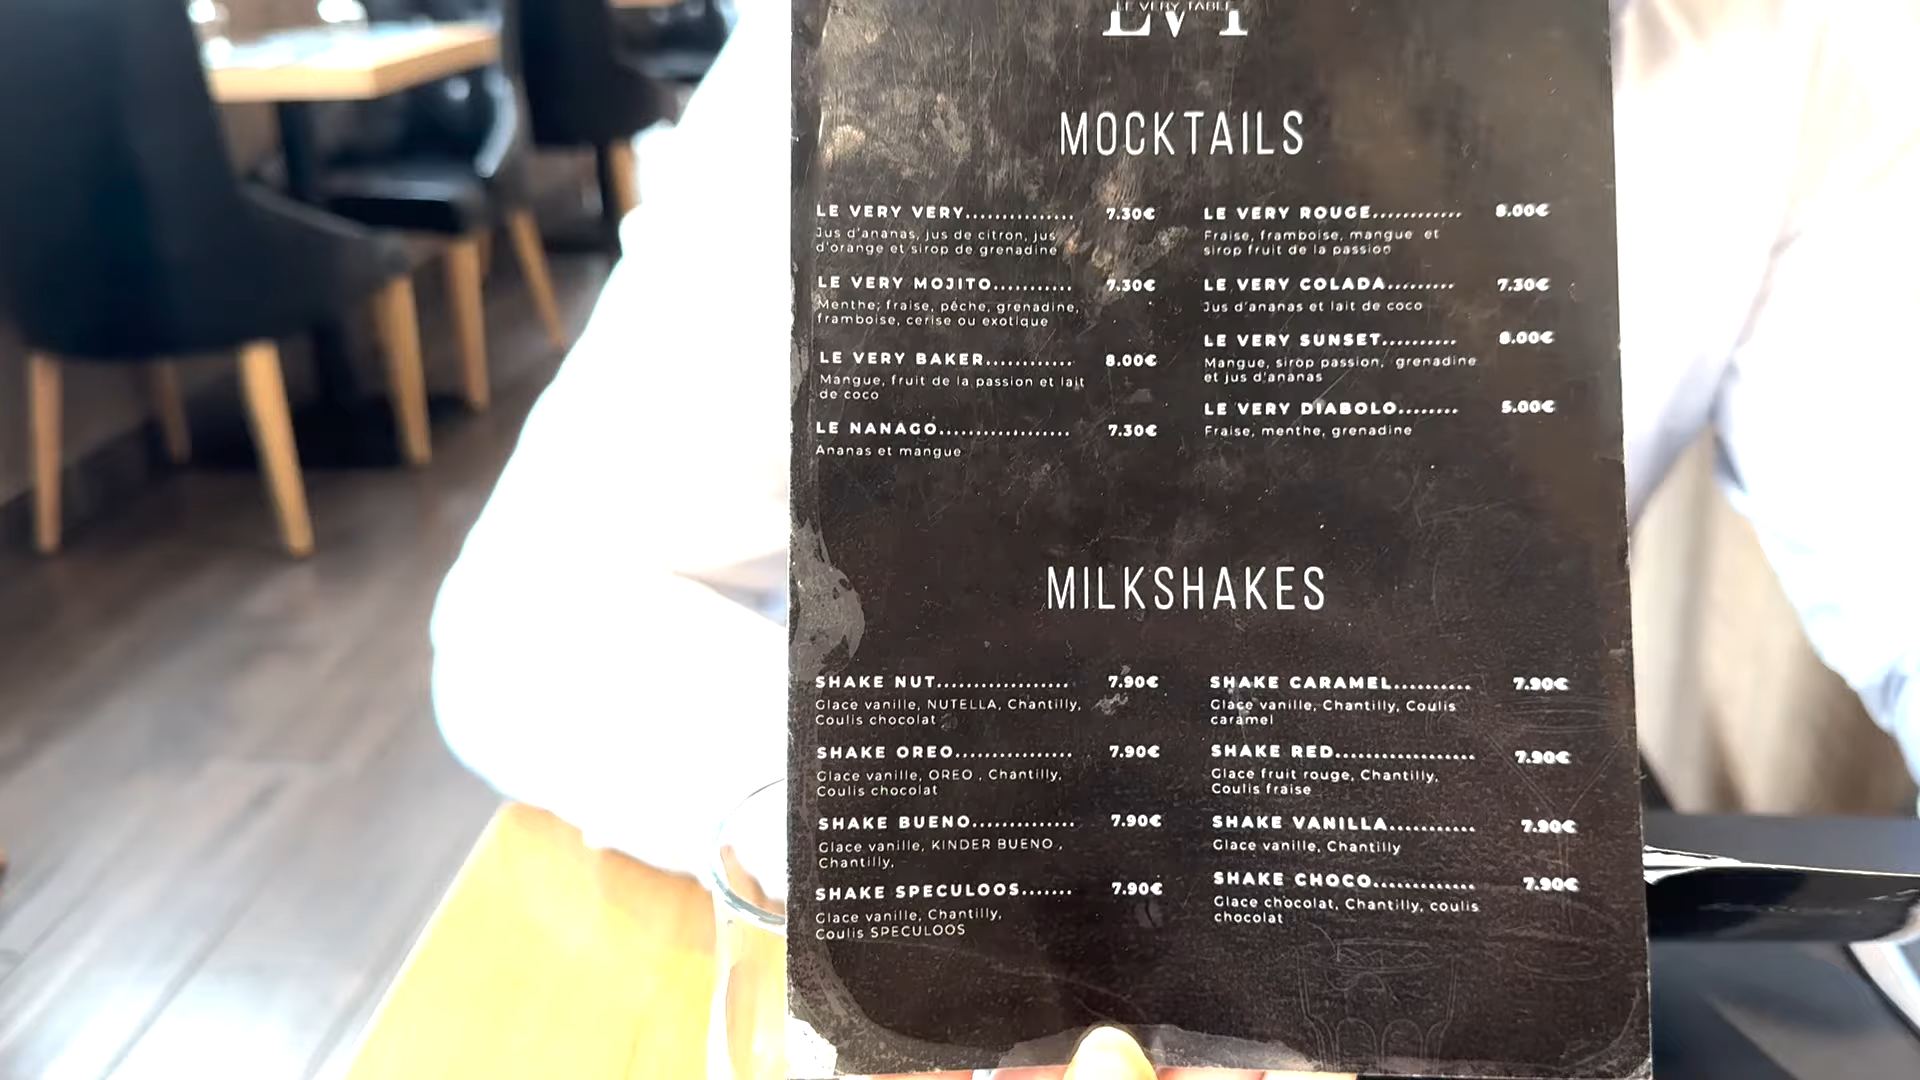 LE VERY TABLE
LVT
MOCKTAILS
LE VERY VERY............... 7.30€
Jus d'ananas, jus de citron, jus
d'orange et sirop de grenadine
LE VERY MOJITO........... 7.30€
Menthe; fraise, pêche, grenadine,
framboise, cerise ou exotique
LE VERY BAKER............ 8.00€
Mangue, fruit de la passion et lait
de coco
LE NANAGO.................. 7.30€
Ananas et mangue
LE VERY ROUGE............ 8.00€
Fraise, framboise, mangue et
sirop fruit de la passion
LE VERY COLADA......... 7.30€
Jus d'ananas et lait de coco
LE VERY SUNSET.......... 8.00€
Mangue, sirop passion, grenadine
et jus d'ananas
LE VERY DIABOLO........ 5.00€
Fraise, menthe, grenadine
MILKSHAKES
SHAKE NUT.................. 7.90€
Glace vanille, NUTELLA, Chantilly,
Coulis chocolat
SHAKE OREO................ 7.90€
Glace vanille, OREO , Chantilly,
Coulis chocolat
SHAKE BUENO.............. 7.90€
Glace vanille, KINDER BUENO ,
Chantilly,
SHAKE SPECULOOS....... 7.90€
Glace vanille, Chantilly,
Coulis SPECULOOS
SHAKE CARAMEL.......... 7.90€
Glace vanille, Chantilly, Coulis
caramel
SHAKE RED................... 7.90€
Glace fruit rouge, Chantilly,
Coulis fraise
SHAKE VANILLA............ 7.90€
Glace vanille, Chantilly
SHAKE CHOCO.............. 7.90€
Glace chocolat, Chantilly, coulis
chocolat